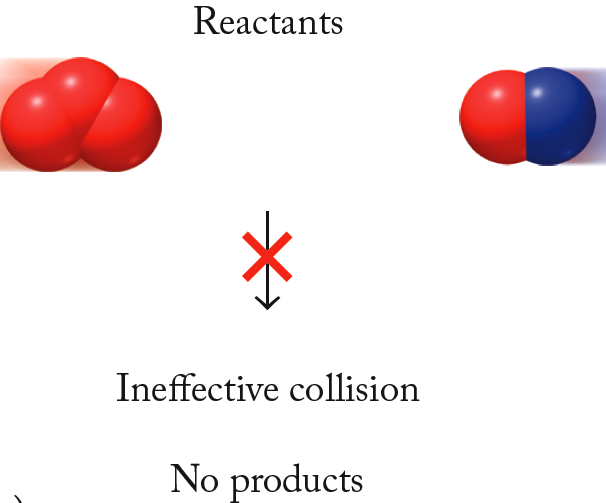 Reactants
Ineffective collision
No products
)